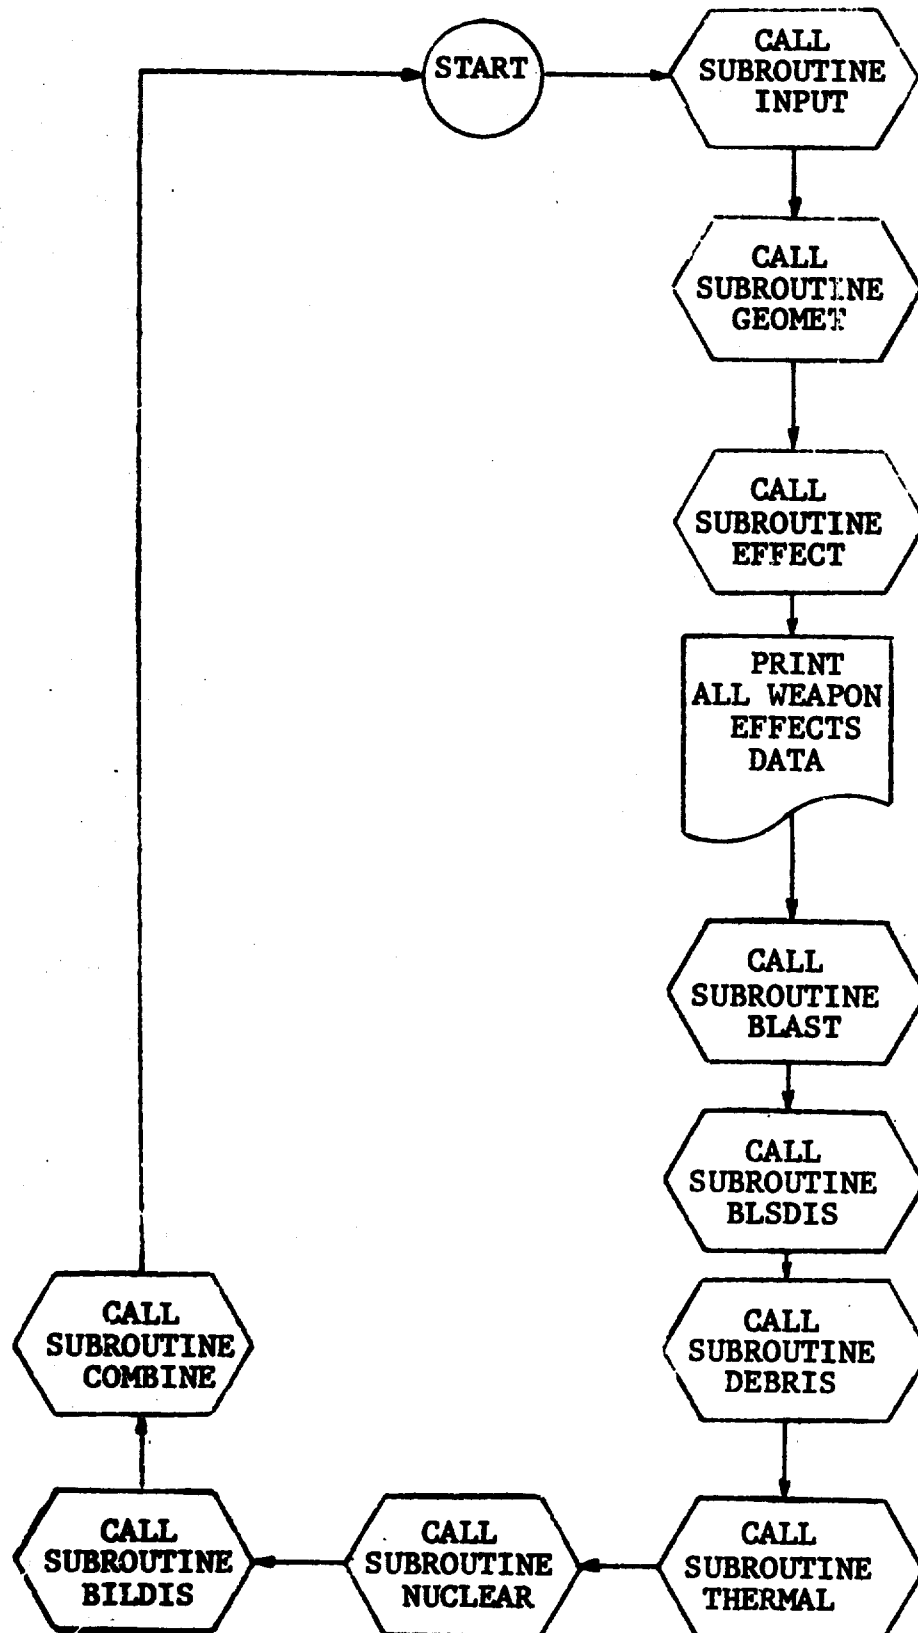 START
CALL
SUBROUTINE
INPUT
CALL
SUBROUTINE
GEOMET
CALL
SUBROUTINE
EFFECT
PRINT
ALL WEAPON
EFFECTS
DATA
CALL
SUBROUTINE
BLAST
CALL
SUBROUTINE
BLSDIS
CALL
SUBROUTINE
DEBRIS
CALL
SUBROUTINE
THERMAL
CALL
SUBROUTINE
NUCLEAR
CALL
SUBROUTINE
BILDIS
CALL
SUBROUTINE
COMBINE